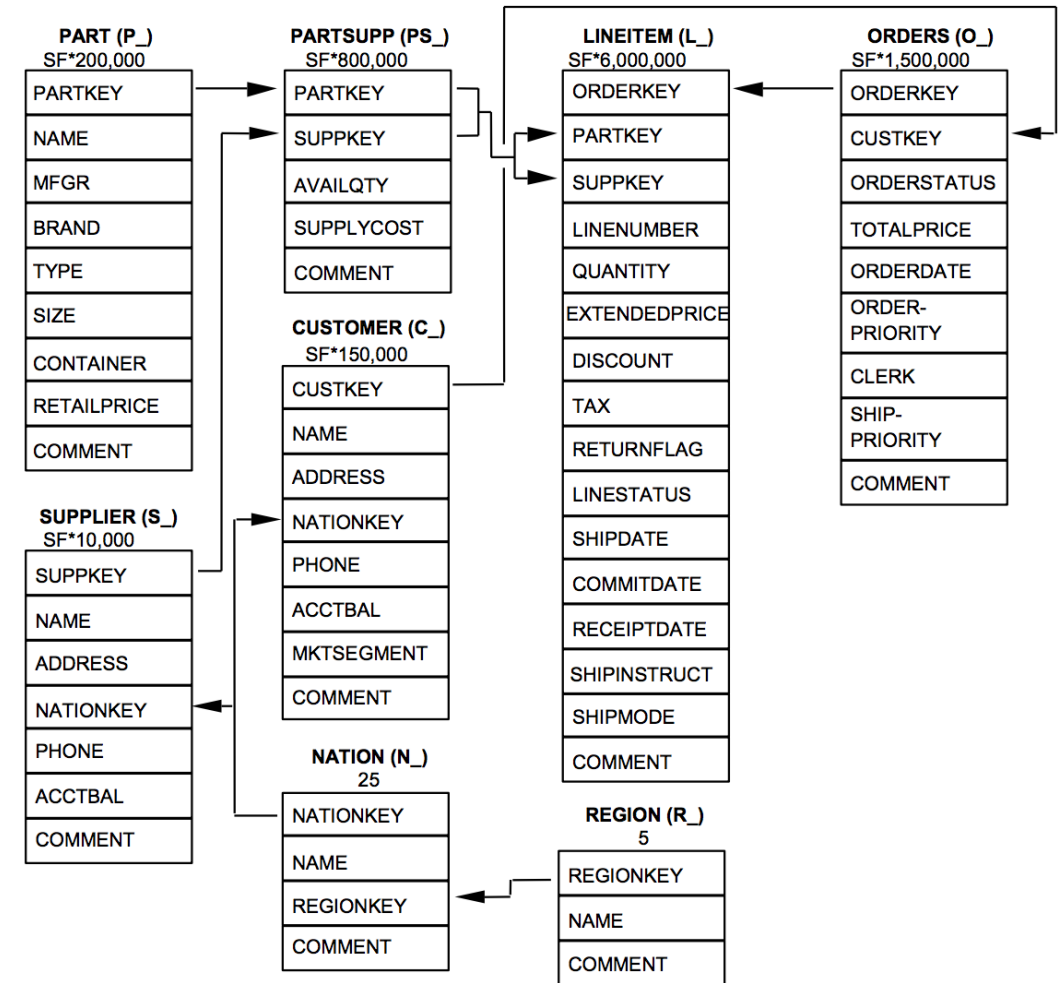 PART (P_)
SF*200,000
PARTKEY
NAME
MFGR
BRAND
TYPE
SIZE
CONTAINER
RETAILPRICE
COMMENT
SUPPLIER (S_)
SF*10,000
SUPPKEY
NAME
ADDRESS
NATIONKEY
PHONE
ACCTBAL
COMMENT
PARTSUPP (PS_)
SF*800,000
PARTKEY
SUPPKEY
AVAILQTY
SUPPLYCOST
COMMENT
CUSTOMER (C_)
SF*150,000
CUSTKEY
NAME
ADDRESS
NATIONKEY
PHONE
ACCTBAL
MKTSEGMENT
COMMENT
NATION (N_)
25
NATIONKEY
NAME
REGIONKEY
COMMENT
LINEITEM (L_)
SF*6,000,000
ORDERKEY
PARTKEY
SUPPKEY
LINENUMBER
QUANTITY
EXTENDEDPRICE
DISCOUNT
TAX
RETURNFLAG
LINESTATUS
SHIPDATE
COMMITDATE
RECEIPTDATE
SHIPINSTRUCT
SHIPMODE
COMMENT
REGION (R_)
5
REGIONKEY
NAME
COMMENT
ORDERS (O_)
SF*1,500,000
ORDERKEY
CUSTKEY
ORDERSTATUS
TOTALPRICE
ORDERDATE
ORDER-
PRIORITY
CLERK
SHIP-
PRIORITY
COMMENT